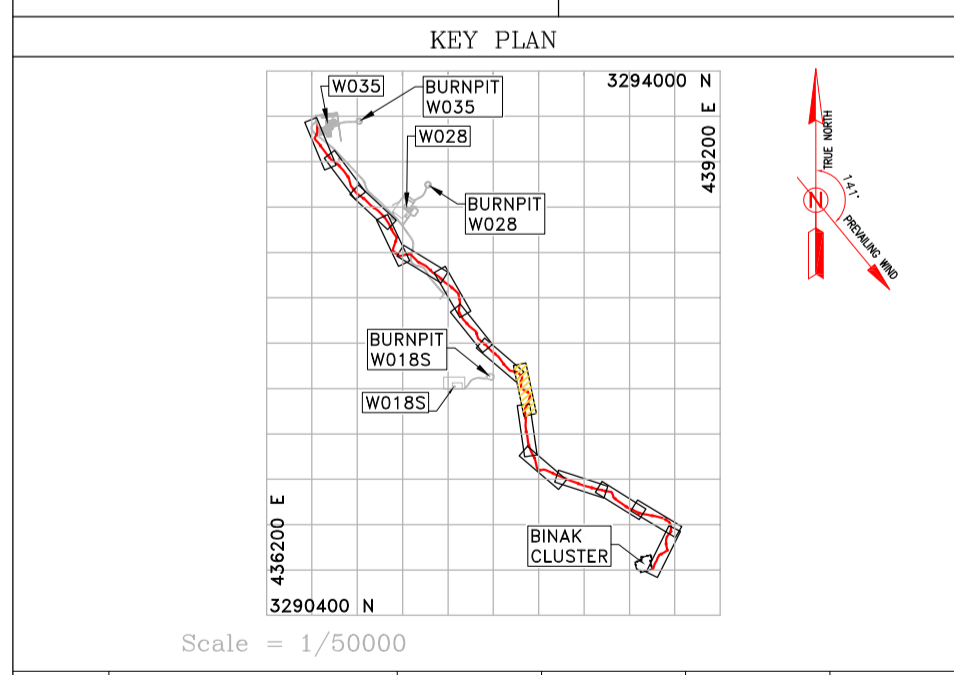 KEY PLAN
3294000 N
439200 E
W035
BURNPIT
W035
W028
BURNPIT
W028
BURNPIT
W018S
W018S
BINAK
CLUSTER
436200 E
3290400 N
TRUE NORTH
N
141°
PREVAILING WIND
Scale = 1/50000